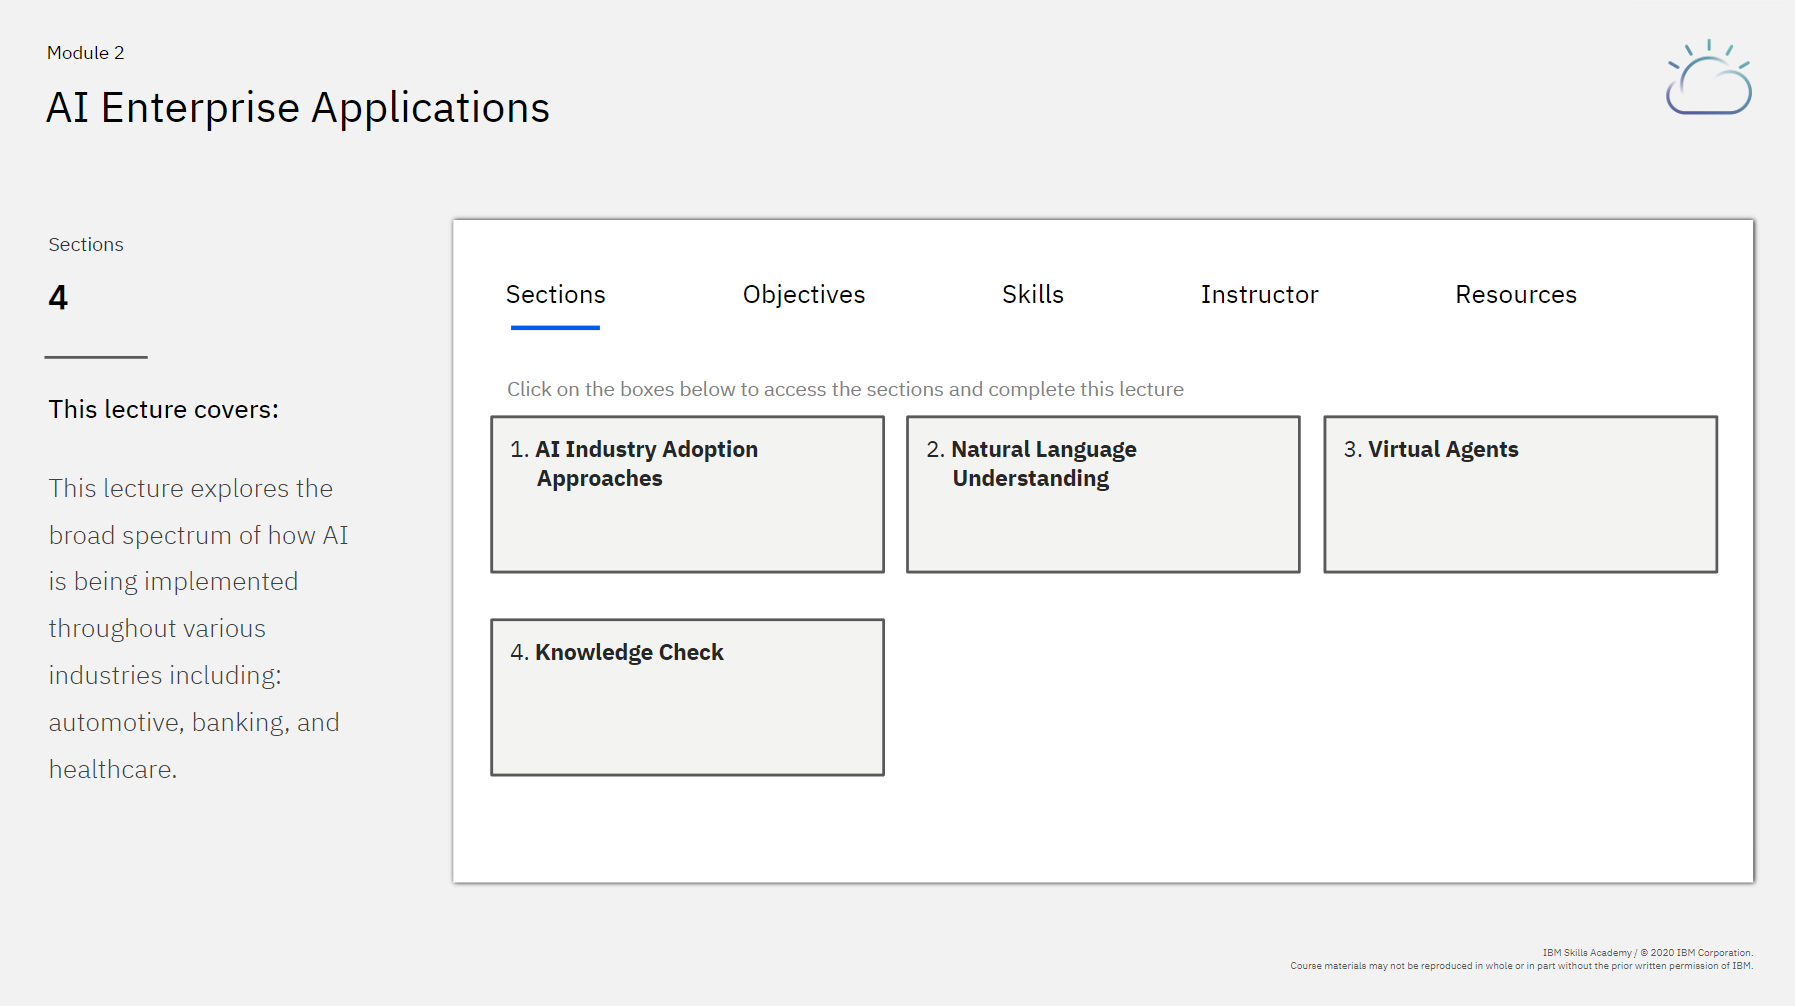 Module 2
AI Enterprise Applications
Sections
4
This lecture covers:
This lecture explores the
broad spectrum of how AI
is being implemented
throughout various
industries including:
automotive, banking, and
healthcare.
Sections
Objectives
Skills
Instructor
Resources
Click on the boxes below to access the sections and complete this lecture
1. AI Industry Adoption
Approaches
2. Natural Language
Understanding
3. Virtual Agents
4. Knowledge Check
IBM Skills Academy / © 2020 IBM Corporation.
Course materials may not be reproduced in whole or in part without the prior written permission of IBM.